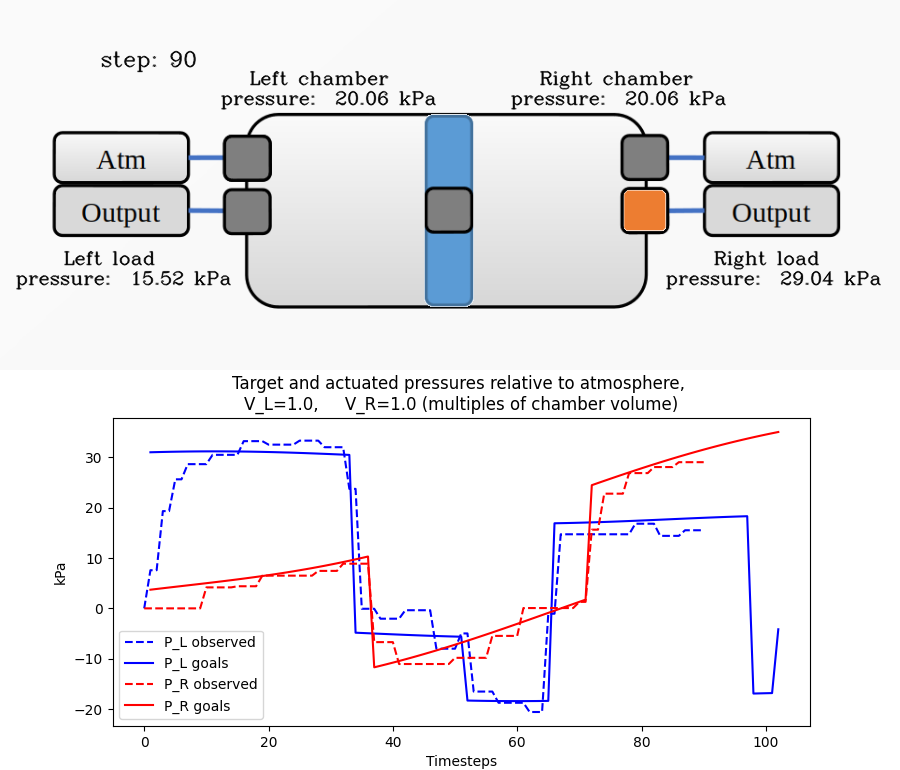 step: 90
Left chamber
pressure: 20.06 kPa
Right chamber
pressure: 20.06 kPa
Atm
Output
Atm
Output
Left load
pressure: 15.52 kPa
Right load
pressure: 29.04 kPa
Target and actuated pressures relative to atmosphere,
V_L=1.0, V_R=1.0 (multiples of chamber volume)
kPa
30
20
10
0
−10
−20
P_L observed
P_L goals
P_R observed
P_R goals
0 20 40 60 80 100
Timesteps